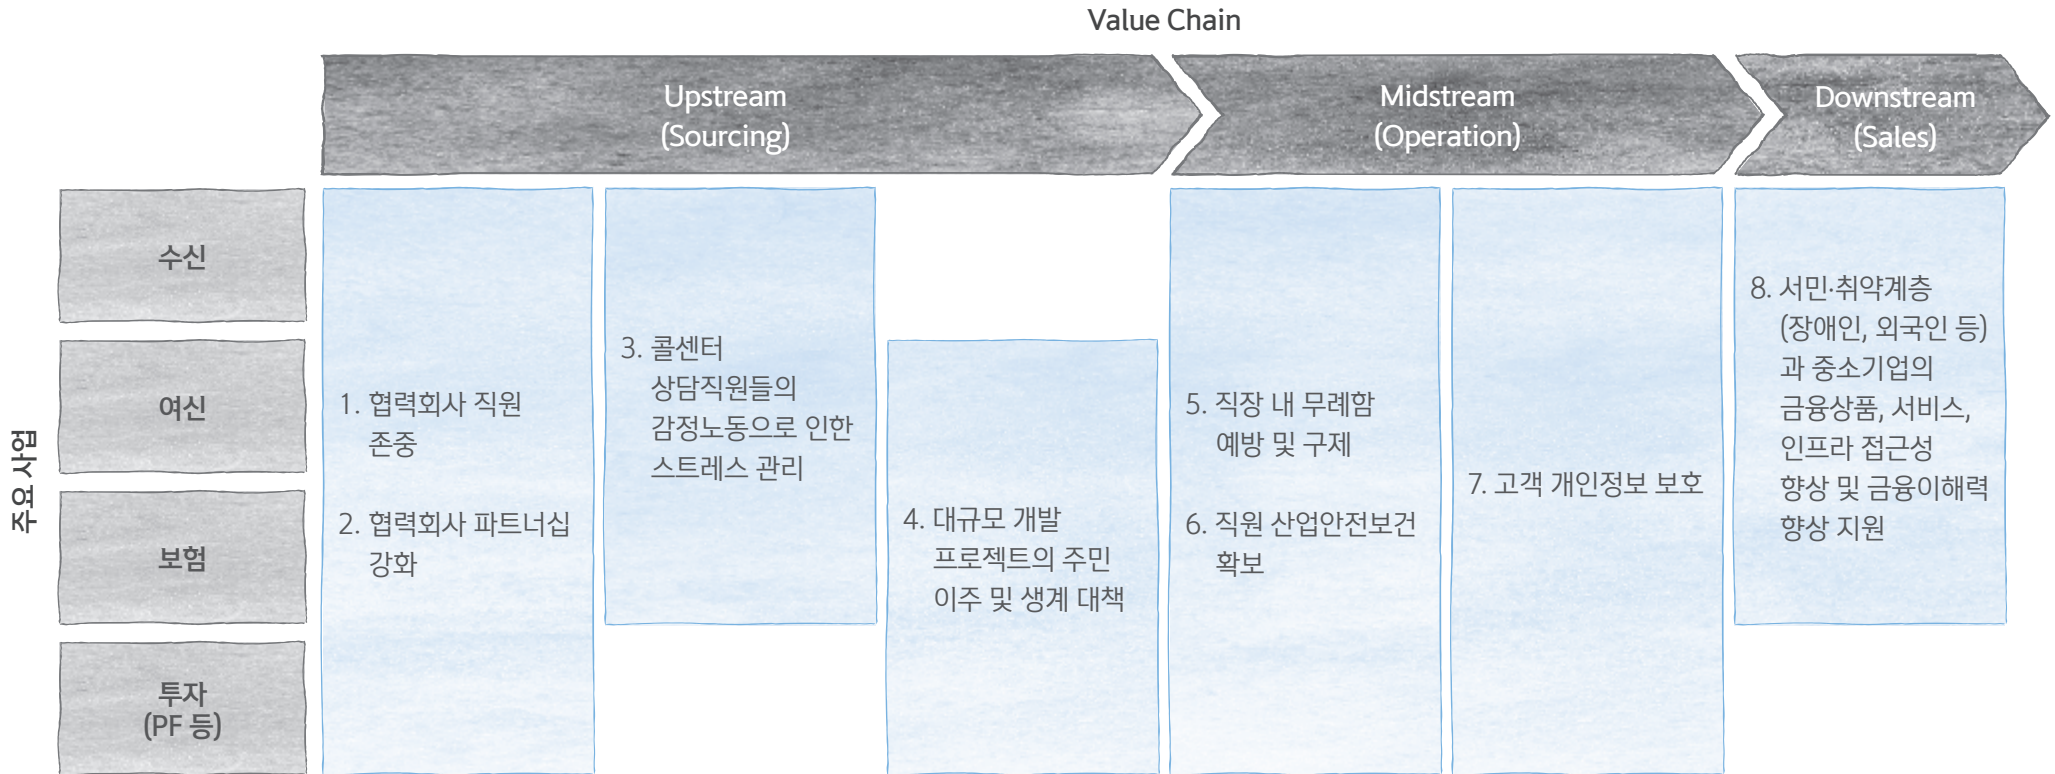 Value Chain
Upstream
(Sourcing)
Midstream
(Operation)
Downstream
(Sales)
주요 사업
수신
여신
보험
투자
(PF 등)
1. 협력회사 직원
존중
2. 협력회사 파트너십
강화
3. 콜센터
상담직원들의
감정노동으로 인한
스트레스 관리
4. 대규모 개발
프로젝트의 주민
이주 및 생계 대책
5. 직장 내 무례함
예방 및 구제
6. 직원 산업안전보건
확보
7. 고객 개인정보 보호
8. 서민·취약계층
(장애인, 외국인 등)
과 중소기업의
금융상품, 서비스,
인프라 접근성
향상 및 금융이해력
향상 지원